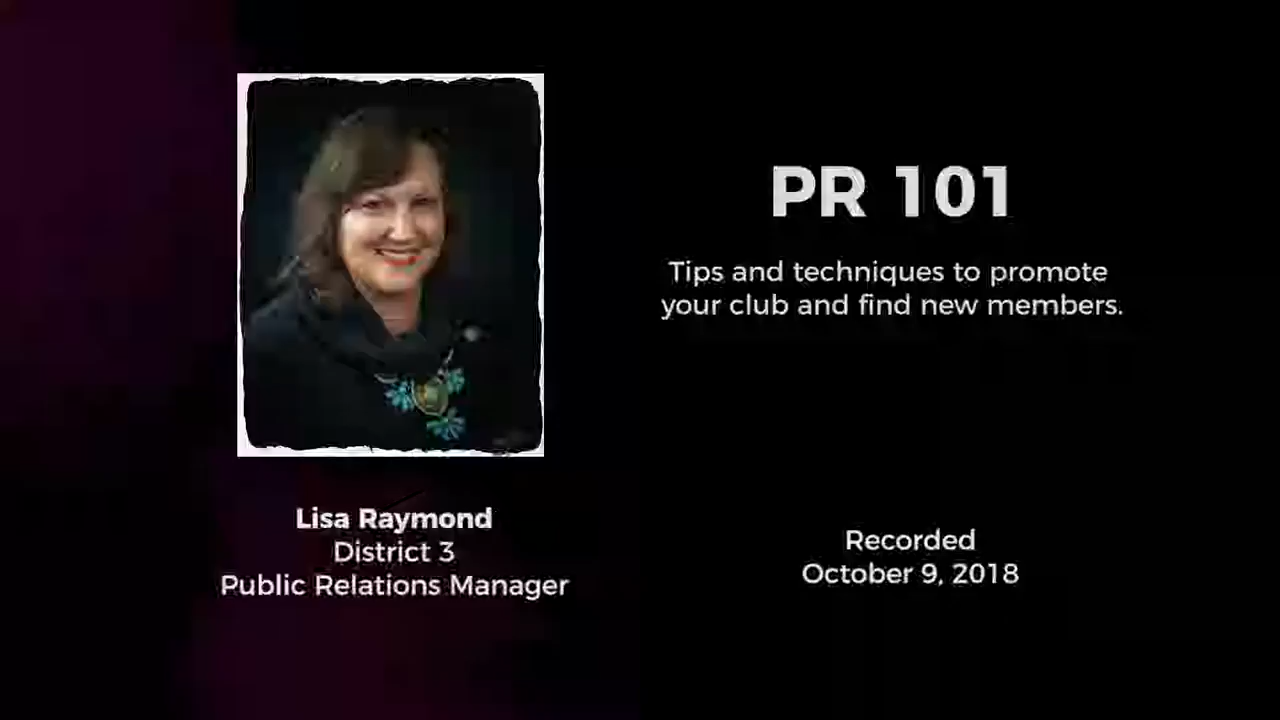 PR 101
Tips and techniques to promote
your club and find new members.
Lisa Raymond
District 3
Public Relations Manager
Recorded
October 9, 2018